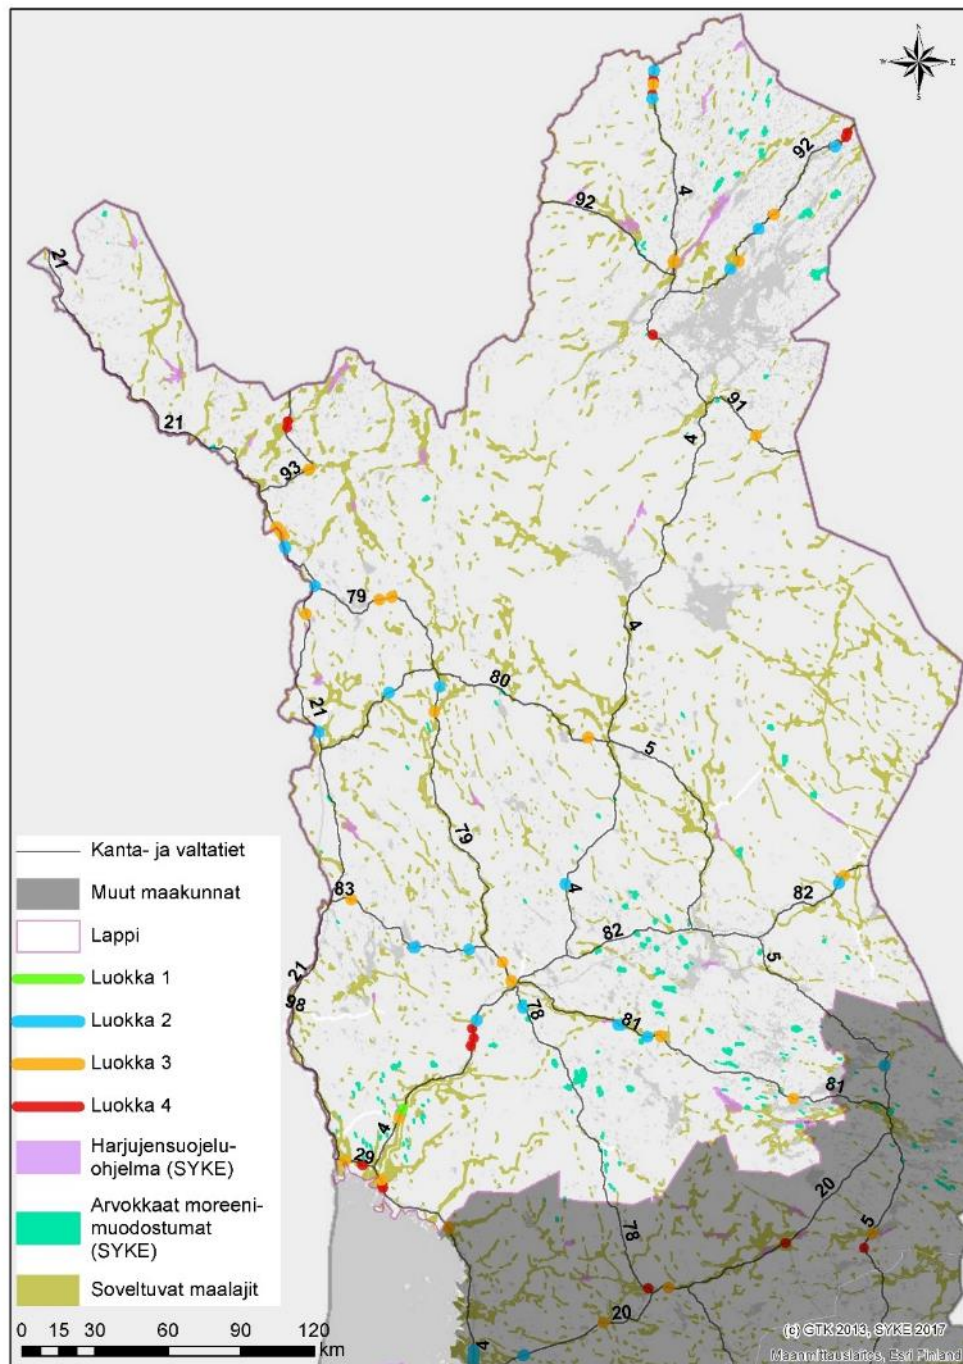 N
W E
S
92
4
92
21
21
91
4
93
79
4
80
21
5
79
4
83
82
82
5
21
98
78
81
81
4
29
20
5
78
20
4
Kanta- ja valtatiet
Muut maakunnat
Lappi
Luokka 1
Luokka 2
Luokka 3
Luokka 4
Harjujensuojelu-
ohjelma (SYKE)
Arvokkaat moreeni-
muodostumat
(SYKE)
Soveltuvat maalajit
0 15 30 60 90 120
km
(c) GTK 2013, SYKE 2017
Maanmittauslaitos, Esri Finland